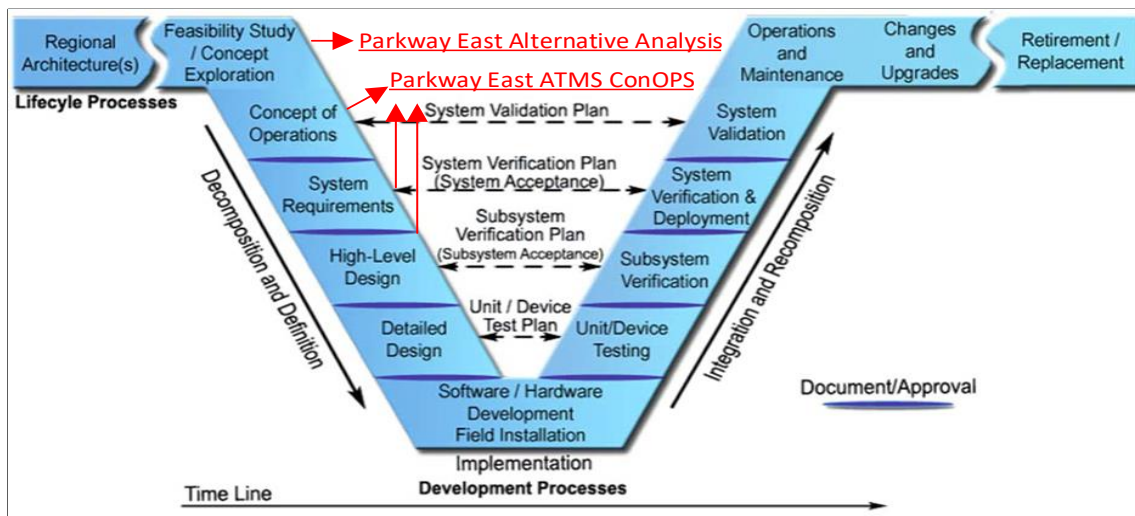 Regional
Architecture(s)
Feasibility Study
/ Concept
Exploration
Parkway East Alternative Analysis
Operations
and
Maintenance
Changes
and
Upgrades
Retirement /
Replacement
Lifecyle Processes
Parkway East ATMS ConOPS
Concept of
Operations
System Validation Plan
System
Validation
System
Requirements
System Verification Plan
(System Acceptance)
System
Verification &
Deployment
High-Level
Design
Subsystem
Verification Plan
(Subsystem Acceptance)
Subsystem
Verification
Detailed
Design
Unit / Device
Test Plan
Unit/Device
Testing
Decomposition and Definition
Integration and Recomposition
Software / Hardware
Development
Field Installation
Document/Approval
Implementation
Development Processes
Time Line